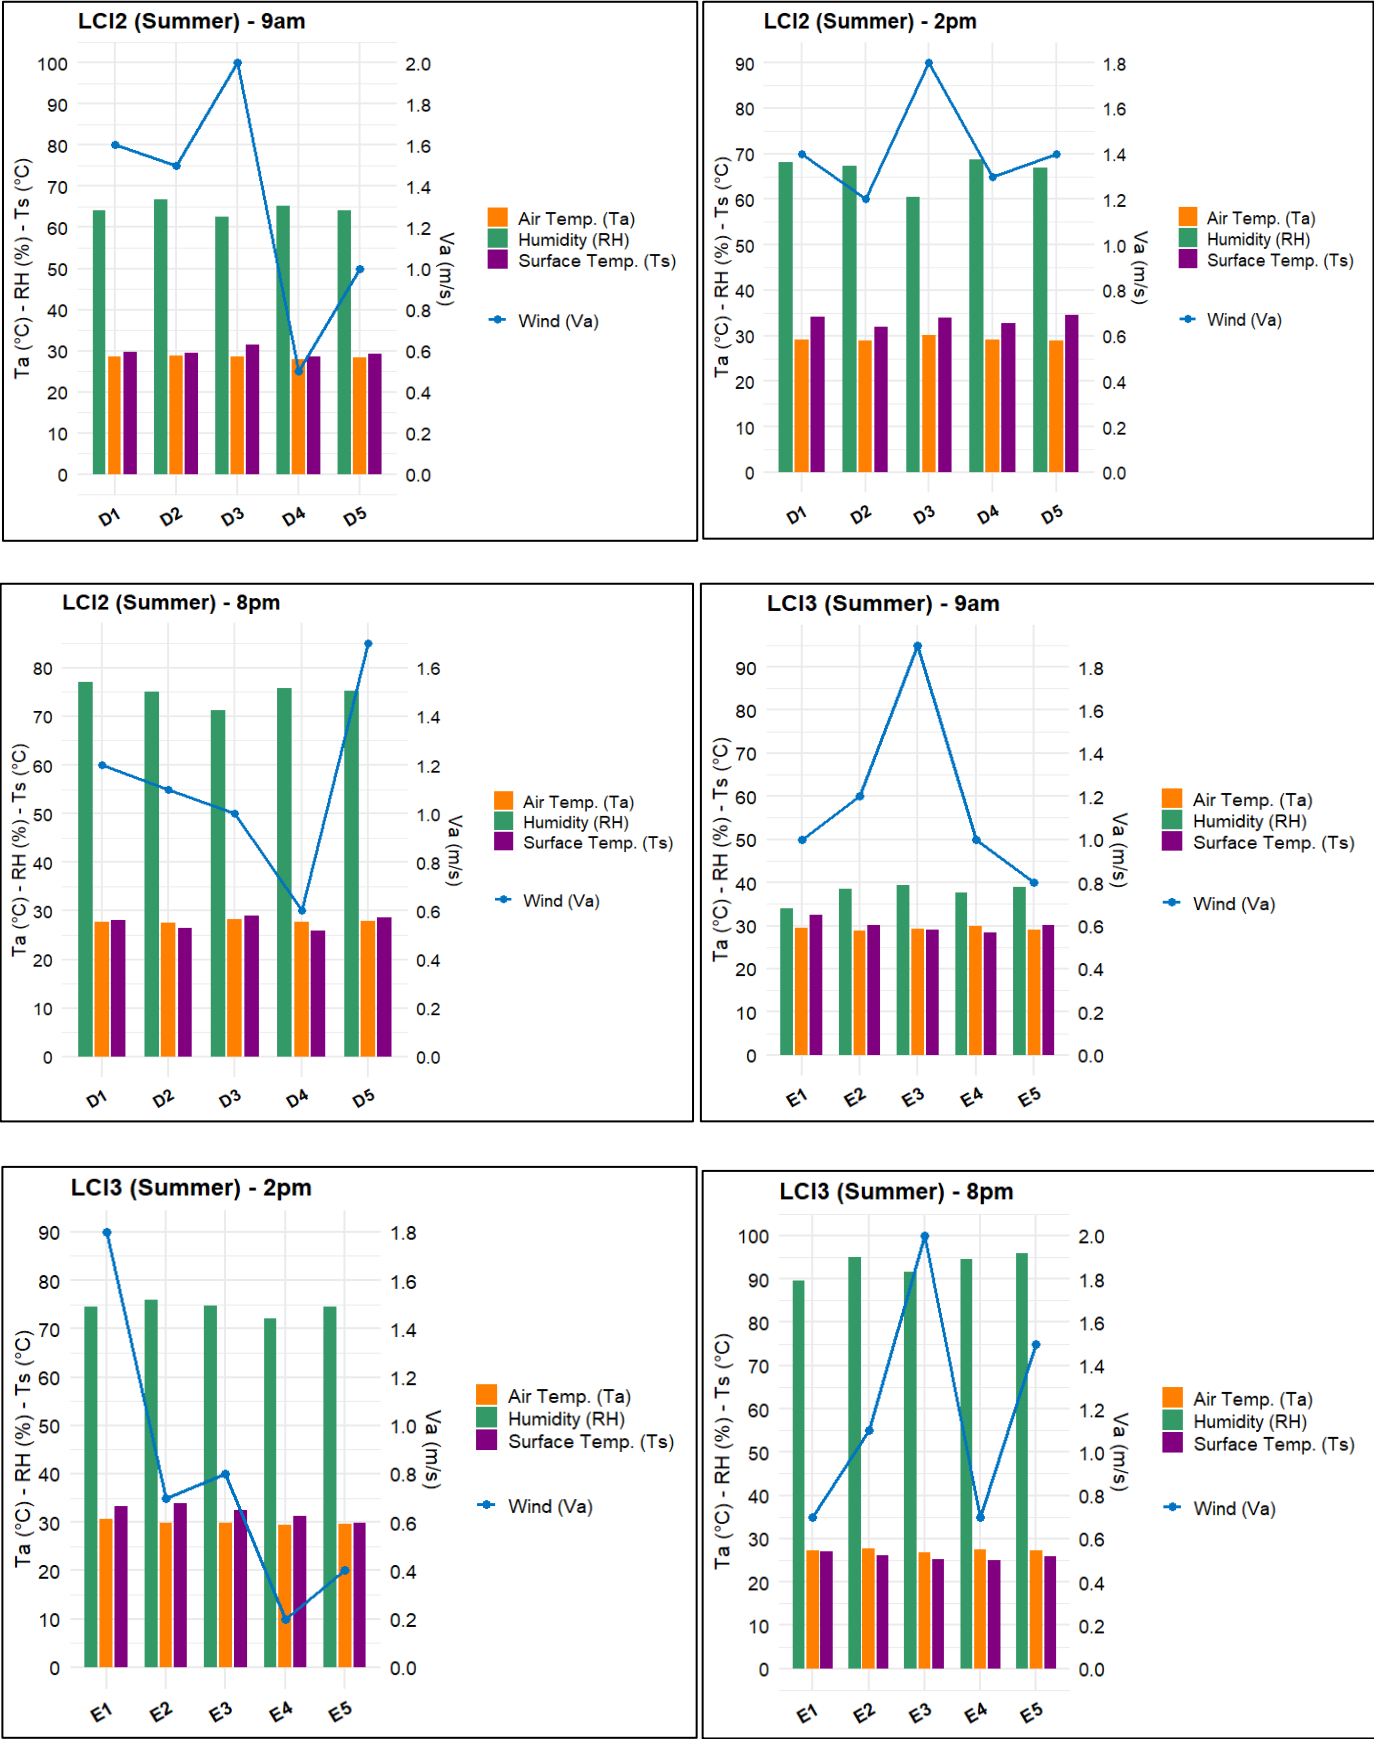 LCI2 (Summer) - 9am
Ta (°C) - RH (%) - Ts (°C)
100
90
80
70
60
50
40
30
20
10
0
2.0
1.8
1.6
1.4
1.2
1.0
0.8
0.6
0.4
0.2
0.0
Va (m/s)
D1 D2 D3 D4 D5
Air Temp. (Ta)
Humidity (RH)
Surface Temp. (Ts)
Wind (Va)
LCI2 (Summer) - 2pm
Ta (°C) - RH (%) - Ts (°C)
90
80
70
60
50
40
30
20
10
0
1.8
1.6
1.4
1.2
1.0
0.8
0.6
0.4
0.2
0.0
Va (m/s)
D1 D2 D3 D4 D5
Air Temp. (Ta)
Humidity (RH)
Surface Temp. (Ts)
Wind (Va)
LCI2 (Summer) - 8pm
Ta (°C) - RH (%) - Ts (°C)
80
70
60
50
40
30
20
10
0
1.6
1.4
1.2
1.0
0.8
0.6
0.4
0.2
0.0
Va (m/s)
D1 D2 D3 D4 D5
Air Temp. (Ta)
Humidity (RH)
Surface Temp. (Ts)
Wind (Va)
LCI3 (Summer) - 9am
Ta (°C) - RH (%) - Ts (°C)
90
80
70
60
50
40
30
20
10
0
1.8
1.6
1.4
1.2
1.0
0.8
0.6
0.4
0.2
0.0
Va (m/s)
E1 E2 E3 E4 E5
Air Temp. (Ta)
Humidity (RH)
Surface Temp. (Ts)
Wind (Va)
LCI3 (Summer) - 2pm
Ta (°C) - RH (%) - Ts (°C)
90
80
70
60
50
40
30
20
10
0
1.8
1.6
1.4
1.2
1.0
0.8
0.6
0.4
0.2
0.0
Va (m/s)
E1 E2 E3 E4 E5
Air Temp. (Ta)
Humidity (RH)
Surface Temp. (Ts)
Wind (Va)
LCI3 (Summer) - 8pm
Ta (°C) - RH (%) - Ts (°C)
100
90
80
70
60
50
40
30
20
10
0
2.0
1.8
1.6
1.4
1.2
1.0
0.8
0.6
0.4
0.2
0.0
Va (m/s)
E1 E2 E3 E4 E5
Air Temp. (Ta)
Humidity (RH)
Surface Temp. (Ts)
Wind (Va)